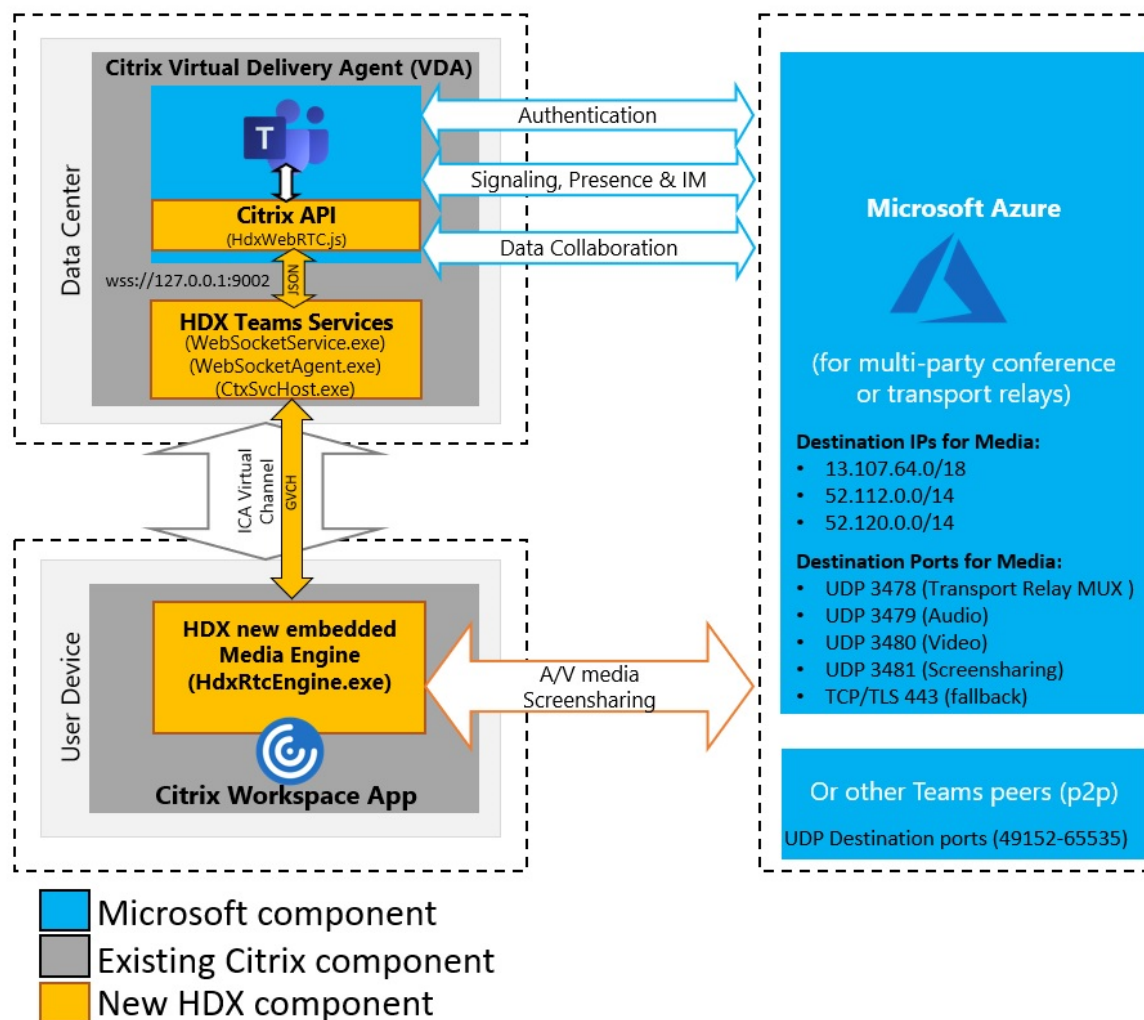 Data Center
Citrix Virtual Delivery Agent (VDA)
T
Citrix API
(HdxWebRTC.js)
wss://127.0.0.1:9002
JSON
HDX Teams Services
(WebSocketService.exe)
(WebSocketAgent.exe)
(CtxSvcHost.exe)
ICA Virtual
Channel
GVCH
User Device
HDX new embedded
Media Engine
(HdxRtcEngine.exe)
Citrix Workspace App
Authentication
Signaling, Presence & IM
Data Collaboration
A/V media
Screensharing
Microsoft Azure
(for multi-party conference
or transport relays)
Destination IPs for Media:
• 13.107.64.0/18
• 52.112.0.0/14
• 52.120.0.0/14
Destination Ports for Media:
• UDP 3478 (Transport Relay MUX )
• UDP 3479 (Audio)
• UDP 3480 (Video)
• UDP 3481 (Screensharing)
• TCP/TLS 443 (fallback)
Or other Teams peers (p2p)
UDP Destination ports (49152-65535)
Microsoft component
Existing Citrix component
New HDX component